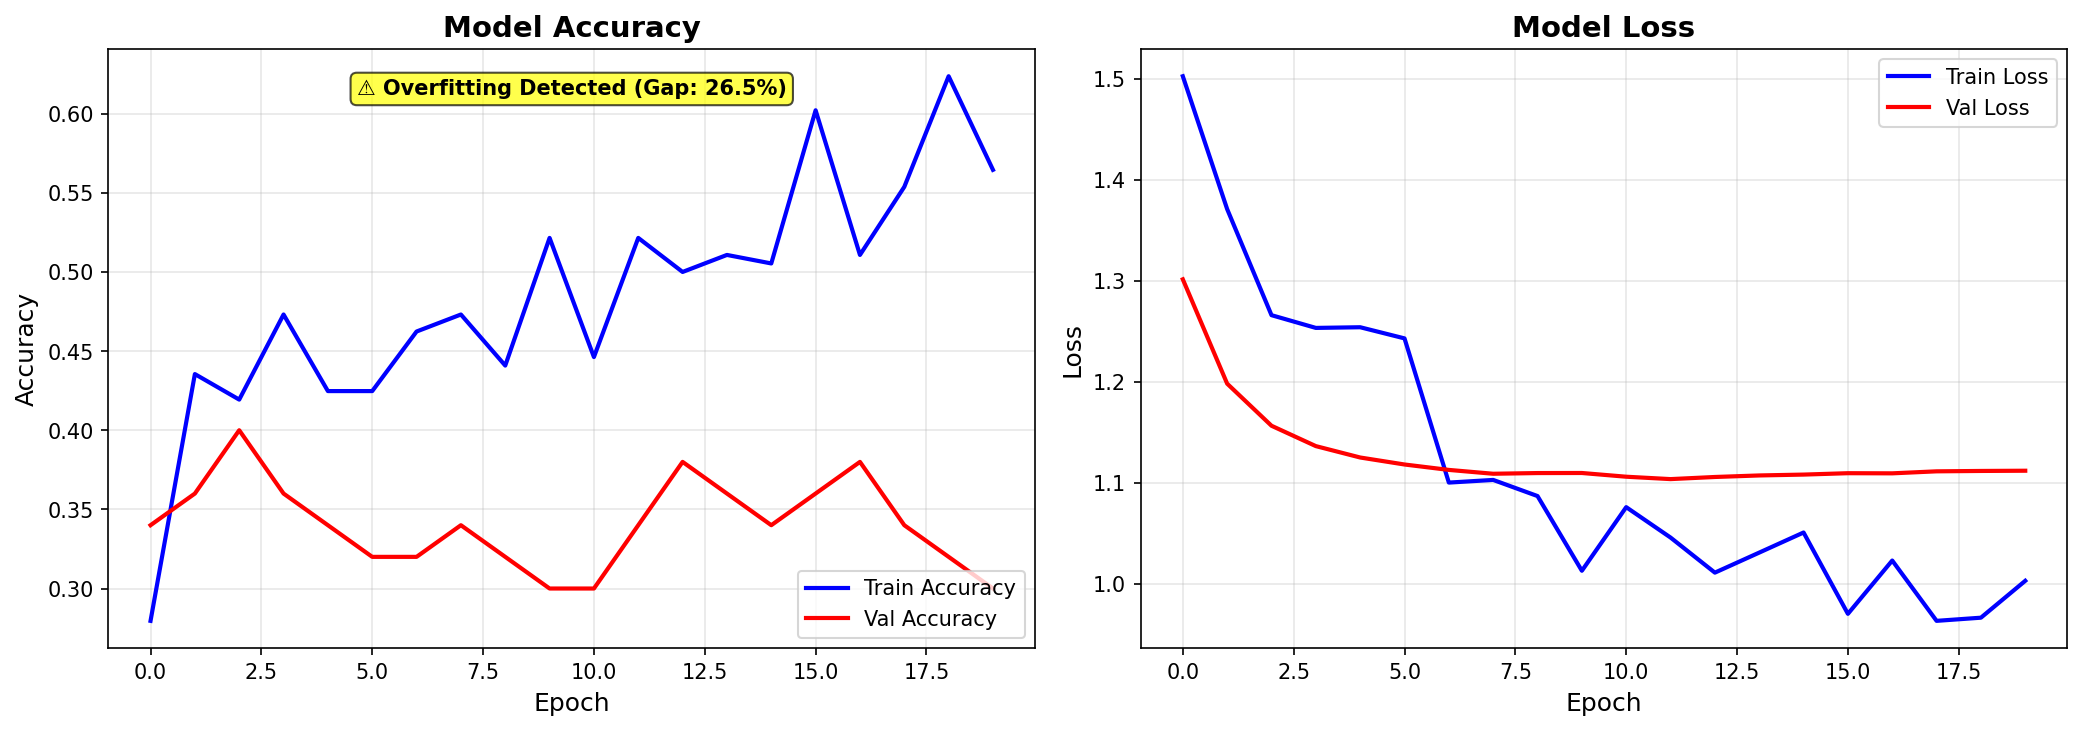 Model Accuracy
⚠ Overfitting Detected (Gap: 26.5%)
0.60
0.55
0.50
0.45
0.40
0.35
0.30
Accuracy
Train Accuracy
Val Accuracy
0.0 2.5 5.0 7.5 10.0 12.5 15.0 17.5
Epoch
Model Loss
Train Loss
Val Loss
1.5
1.4
1.3
1.2
1.1
1.0
Loss
0.0 2.5 5.0 7.5 10.0 12.5 15.0 17.5
Epoch